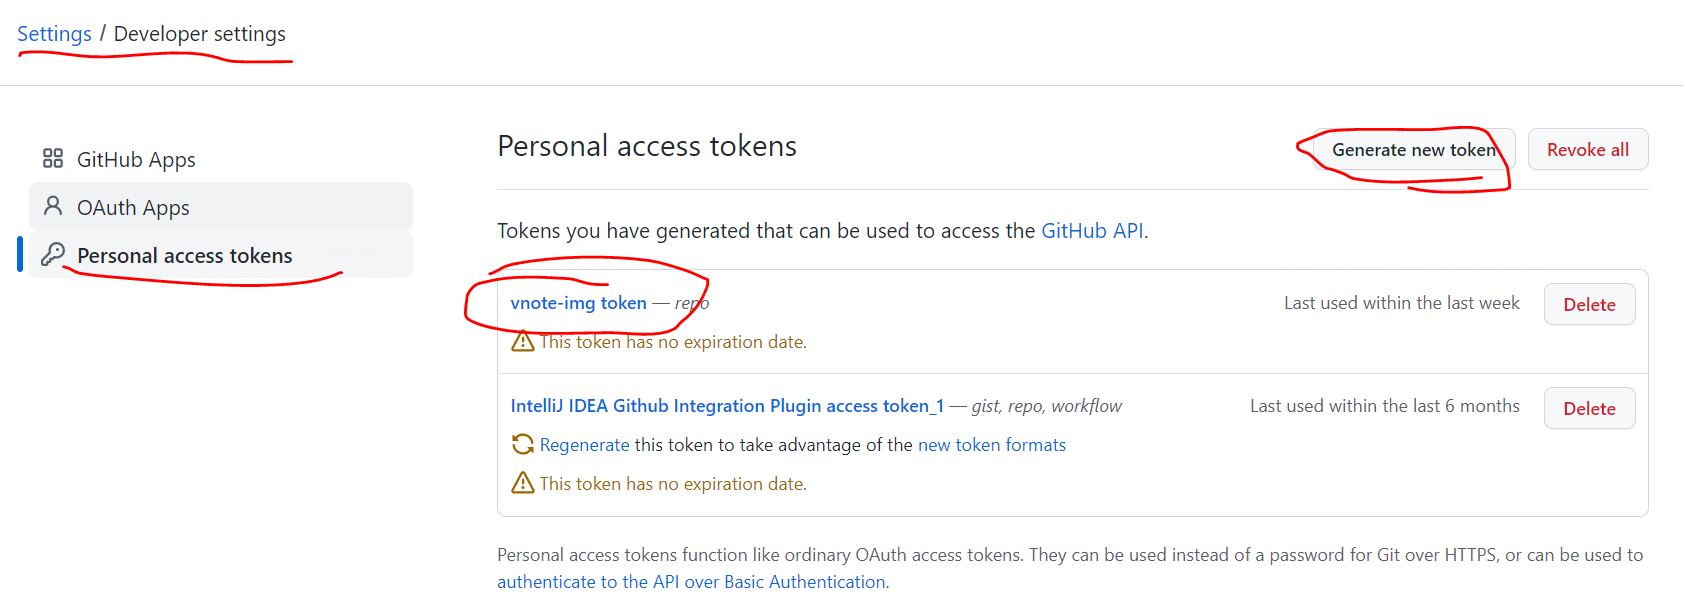 Settings / Developer settings
GitHub Apps
OAuth Apps
Personal access tokens
Personal access tokens
Generate new token
Revoke all
Tokens you have generated that can be used to access the GitHub API.
vnote-img token — repo
Last used within the last week
Delete
This token has no expiration date.
IntelliJ IDEA Github Integration Plugin access token_1 — gist, repo, workflow
Last used within the last 6 months
Delete
Regenerate this token to take advantage of the new token formats
This token has no expiration date.
Personal access tokens function like ordinary OAuth access tokens. They can be used instead of a password for Git over HTTPS, or can be used to
authenticate to the API over Basic Authentication.